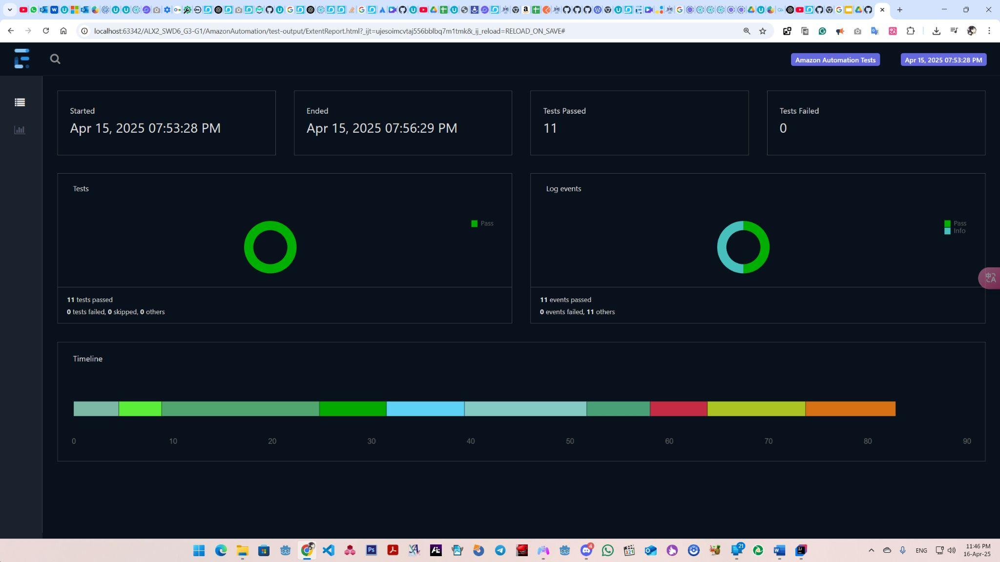 localhost:63342/ALX2_SWD6_G3-G1/AmazonAutomation/test-output/ExtentReport.html?_ijt=ujesoimcvtaj556bblbq7m1tmk&_ij_reload=RELOAD_ON_SAVE#
Amazon Automation Tests
Apr 15, 2025 07:53:28 PM
Started
Apr 15, 2025 07:53:28 PM
Ended
Apr 15, 2025 07:56:29 PM
Tests Passed
11
Tests Failed
0
Tests
Pass
11 tests passed
0 tests failed, 0 skipped, 0 others
Log events
Pass
Info
11 events passed
0 events failed, 11 others
Timeline
0 10 20 30 40 50 60 70 80 90
4
21
ENG
11:46 PM
16-Apr-25